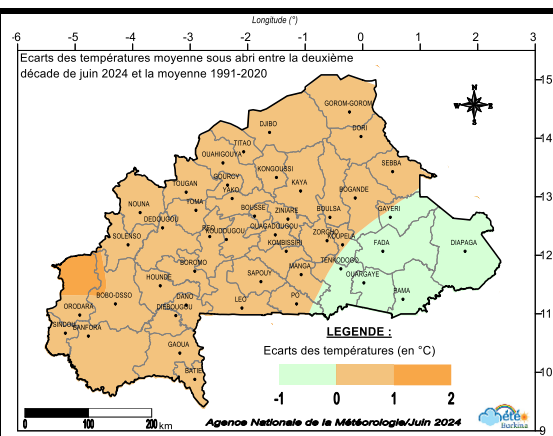 Longitude (°)
-6 -5 -4 -3 -2 -1 0 1 2 3
Ecarts des températures moyenne sous abri entre la deuxième
décade de juin 2024 et la moyenne 1991-2020
15
N
W E
S
GOROM-GOROM
DJIBO
DORI
14
TITAO
OUAHIGOUYA
SEBBA
KONGOUSSI
GOURCY
TOUGAN
KAYA
YAKO
BOGANDE
13
NOUNA
TOMA
BOUSSE
ZINIARE
BOULSA
GAYERI
DEDOUGOU
REO
KOUDOUGOU
OUAGADOUGOU
ZORGHO
KOUPELA
SOLENSO
KOMBISSIRI
FADA
DIAPAGA
12
BOROMO
TENKODOGO
SAPOUY
MANGA
HOUNDE
OUARGAYE
BOBO-DSSO
LEO
PO
BAMA
DANO
ORODARA
DIEBOUGOU
11
SINDOU
BANFORA
LEGENDE :
GAOUA
Ecarts des températures (en °C)
BATIE
10
-1 0 1 2
0 100 200 km
Agence Nationale de la Météorologie/Juin 2024
météo
Burkina
9